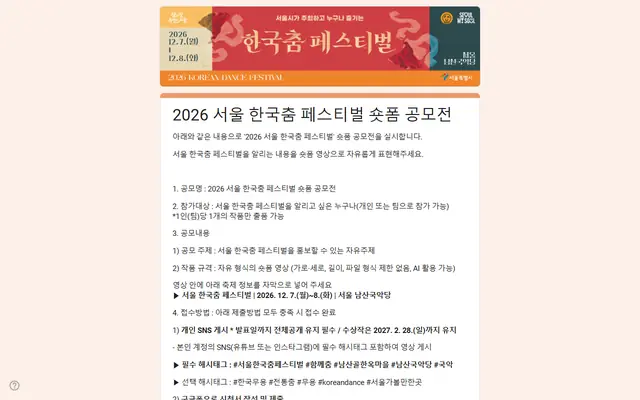 서울시가 주최하고 누구나 즐기는
한국춤 페스티벌
2026
12.7.(월)
12.8.(화)
2026 KOREAN DANCE FESTIVAL
서울
남산국악당
서울특별시
2026 서울 한국춤 페스티벌 숏폼 공모전
아래와 같은 내용으로 '2026 서울 한국춤 페스티벌' 숏폼 공모전을 실시합니다.
서울 한국춤 페스티벌을 알리는 내용을 숏폼 영상으로 자유롭게 표현해주세요.
1. 공모명 : 2026 서울 한국춤 페스티벌 숏폼 공모전
2. 참가대상 : 서울 한국춤 페스티벌을 알리고 싶은 누구나(개인 또는 팀으로 참가 가능)
*1인(팀)당 1개의 작품만 출품 가능
3. 공모내용
1) 공모 주제 : 서울 한국춤 페스티벌을 홍보할 수 있는 자유주제
2) 작품 규격 : 자유 형식의 숏폼 영상 (가로·세로, 길이, 파일 형식 제한 없음, AI 활용 가능)
영상 안에 아래 축제 정보를 자막으로 넣어 주세요
▶ 서울 한국춤 페스티벌 | 2026. 12. 7.(월)~8.(화) | 서울 남산국악당
4. 접수방법 : 아래 제출방법 모두 충족 시 접수 완료
1) 개인 SNS 게시 * 발표일까지 전체공개 유지 필수 / 수상작은 2027. 2. 28.(일)까지 유지
- 본인 계정의 SNS(유튜브 또는 인스타그램)에 필수 해시태그 포함하여 영상 게시
▶ 필수 해시태그 : #서울한국춤페스티벌 #함께춤 #남산골한옥마을 #남산국악당 #국악
▶ 선택 해시태그 : #한국무용 #전통춤 #무용 #koreandance #서울가볼만한곳
2) 구글폼으로 신청서 작성 및 제출